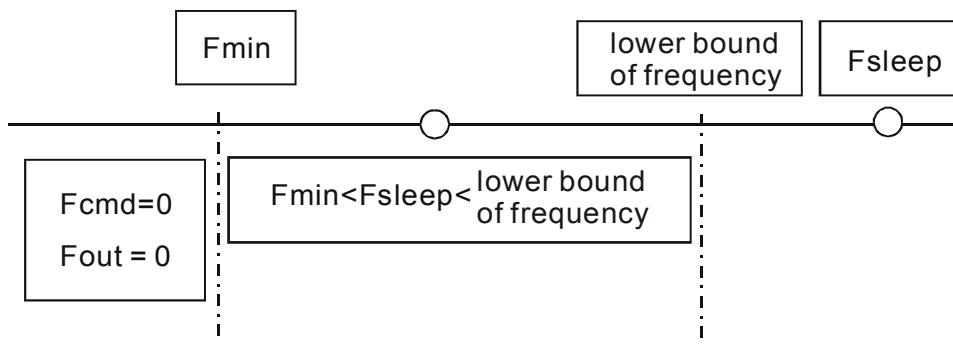 Fmin
lower bound
of frequency
Fsleep
Fcmd=0
Fout = 0
Fmin<Fsleep< lower bound
of frequency